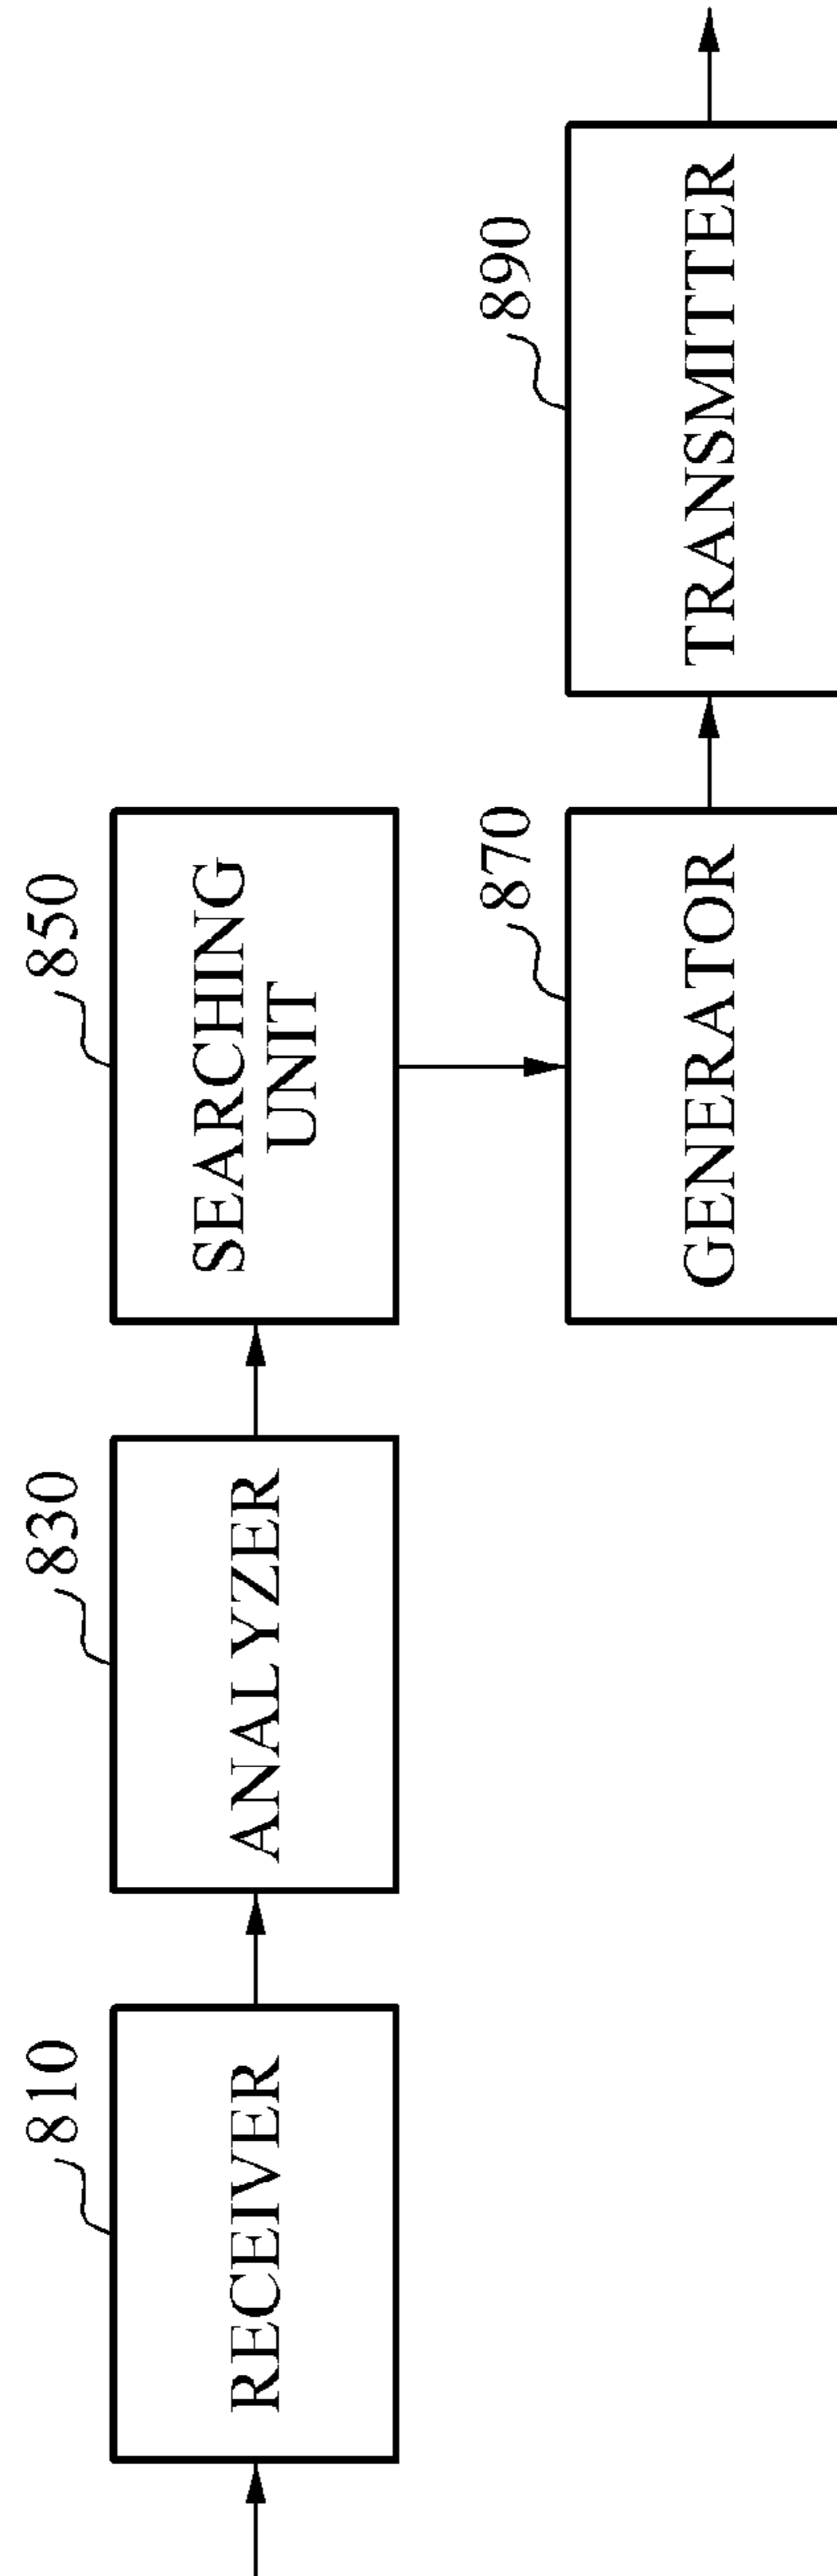 810
RECEIVER
830
ANALYZER
850
SEARCHING
UNIT
870
GENERATOR
890
TRANSMITTER